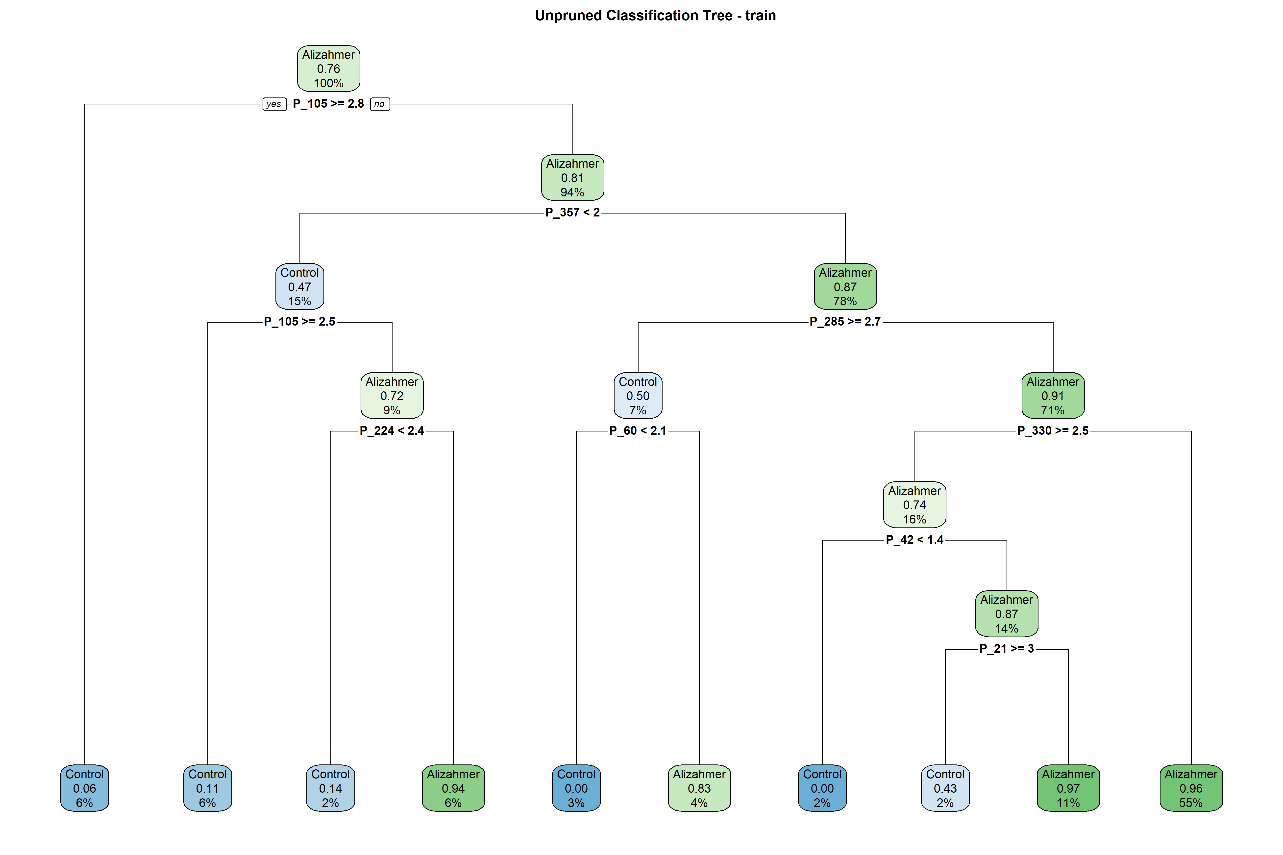 Unpruned Classification Tree - train
Alizahmer
0.76
100%
yes P_105 >= 2.8 no
Alizahmer
0.81
94%
P_357 < 2
Control
0.47
15%
Alizahmer
0.87
78%
P_105 >= 2.5
P_285 >= 2.7
Alizahmer
0.72
9%
Control
0.50
7%
Alizahmer
0.91
71%
P_224 < 2.4
P_60 < 2.1
P_330 >= 2.5
Alizahmer
0.74
16%
P_42 < 1.4
Alizahmer
0.87
14%
P_21 >= 3
Control
0.06
6%
Control
0.11
6%
Control
0.14
2%
Alizahmer
0.94
6%
Control
0.00
3%
Alizahmer
0.83
4%
Control
0.00
2%
Control
0.43
2%
Alizahmer
0.97
11%
Alizahmer
0.96
55%